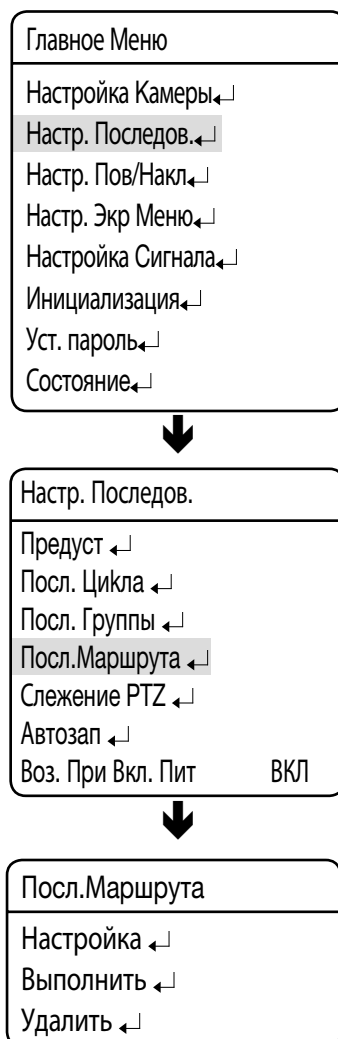 Главное Меню
Настройка Камеры↵
Настр. Последов.↵
Настр. Пов/Накл↵
Настр. Экр Меню↵
Настройка Сигнала↵
Инициализация↵
Уст. пароль↵
Состояние↵
Настр. Последов.
Предуст ↵
Посл. Цикла ↵
Посл. Группы ↵
Посл.Маршрута ↵
Слежение PTZ ↵
Автозап ↵
Воз. При Вкл. Пит ВКЛ
Посл.Маршрута
Настройка ↵
Выполнить ↵
Удалить ↵